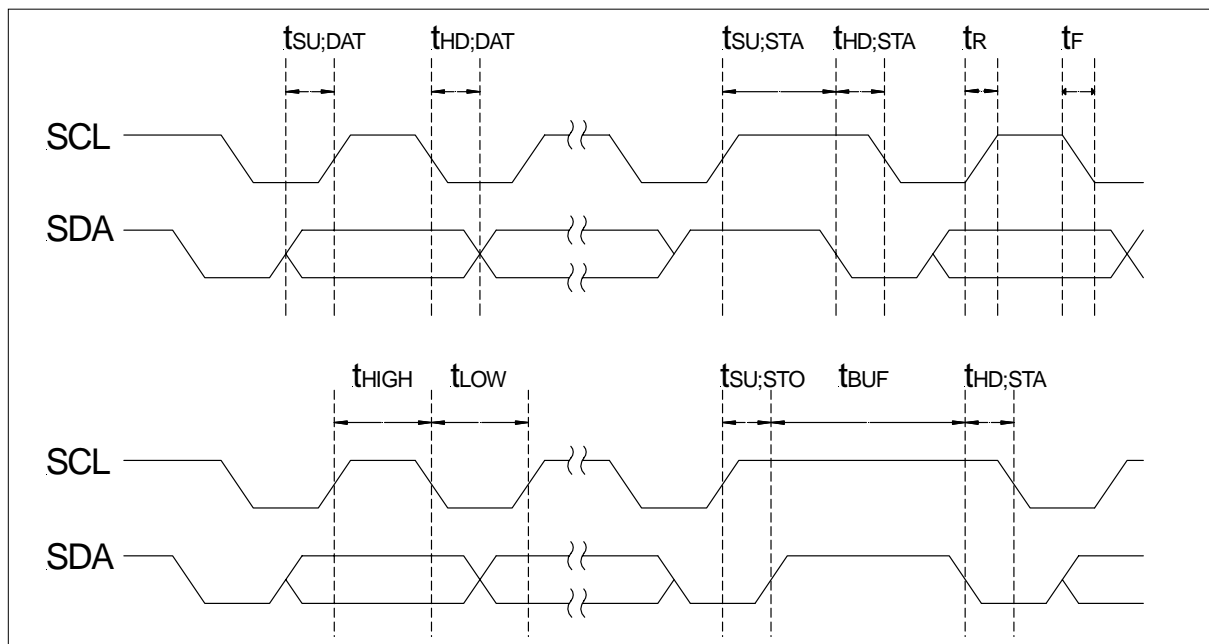 tSU;DAT tHD;DAT tSU;STA tHD;STA tR tF
SCL
SDA
tHIGH tLOW tSU;STO tBUF tHD;STA
SCL
SDA